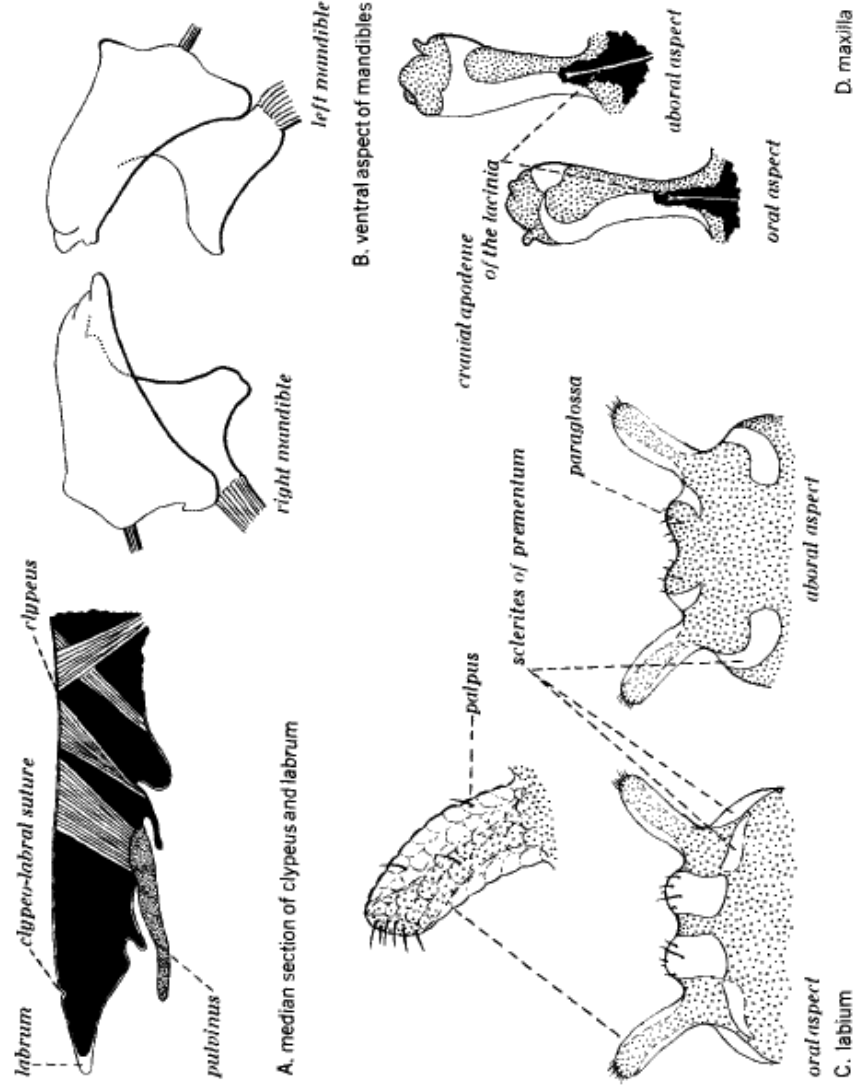 labrum
clypeo-labral suture
clypeus
pulvinus
A. median section of clypeus and labrum
right mandible
left mandible
B. ventral aspect of mandibles
palpus
sclerites of prementum
paraglossa
oral aspect
aboral aspect
C. labium
cranial apodeme
of the lacinia
oral aspect
aboral aspect
D. maxilla